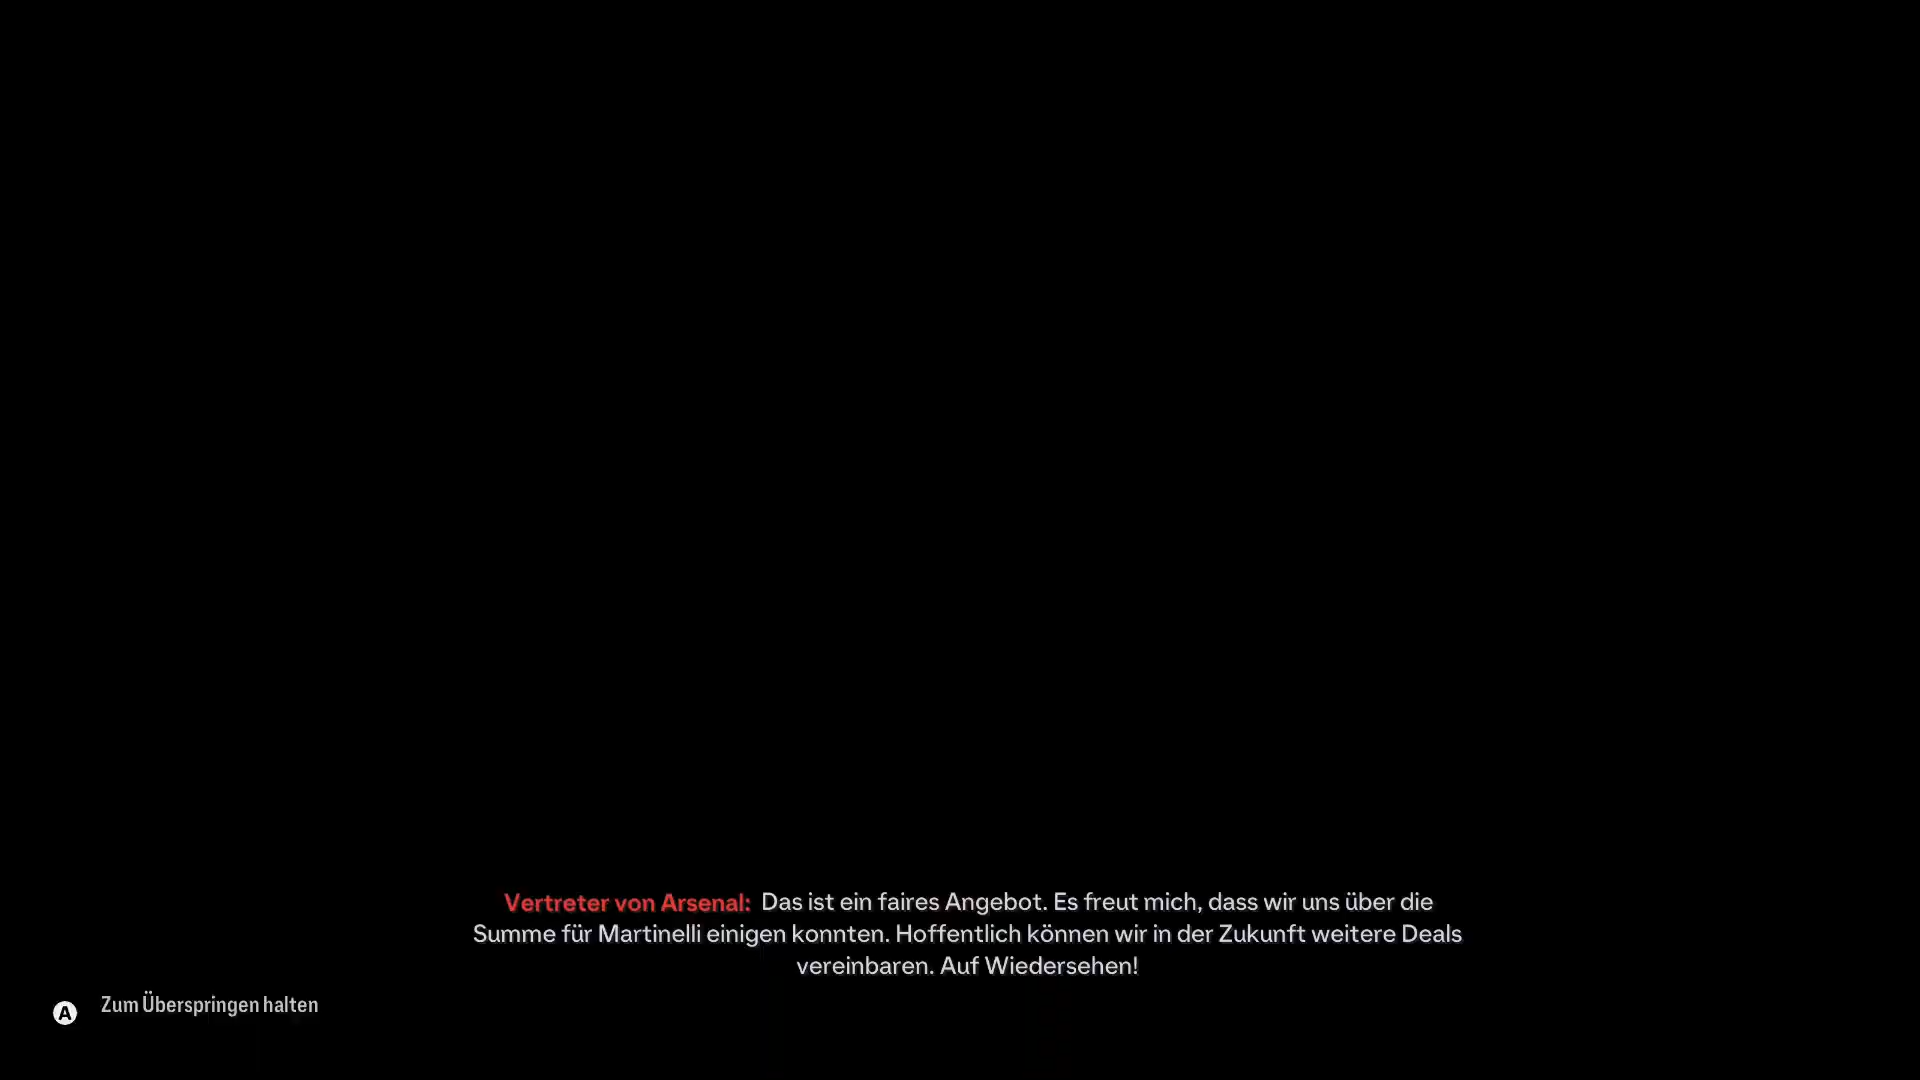 Vertreter von Arsenal: Das ist ein faires Angebot. Es freut mich, dass wir uns über die
Summe für Martinelli einigen konnten. Hoffentlich können wir in der Zukunft weitere Deals
vereinbaren. Auf Wiedersehen!
A Zum Überspringen halten